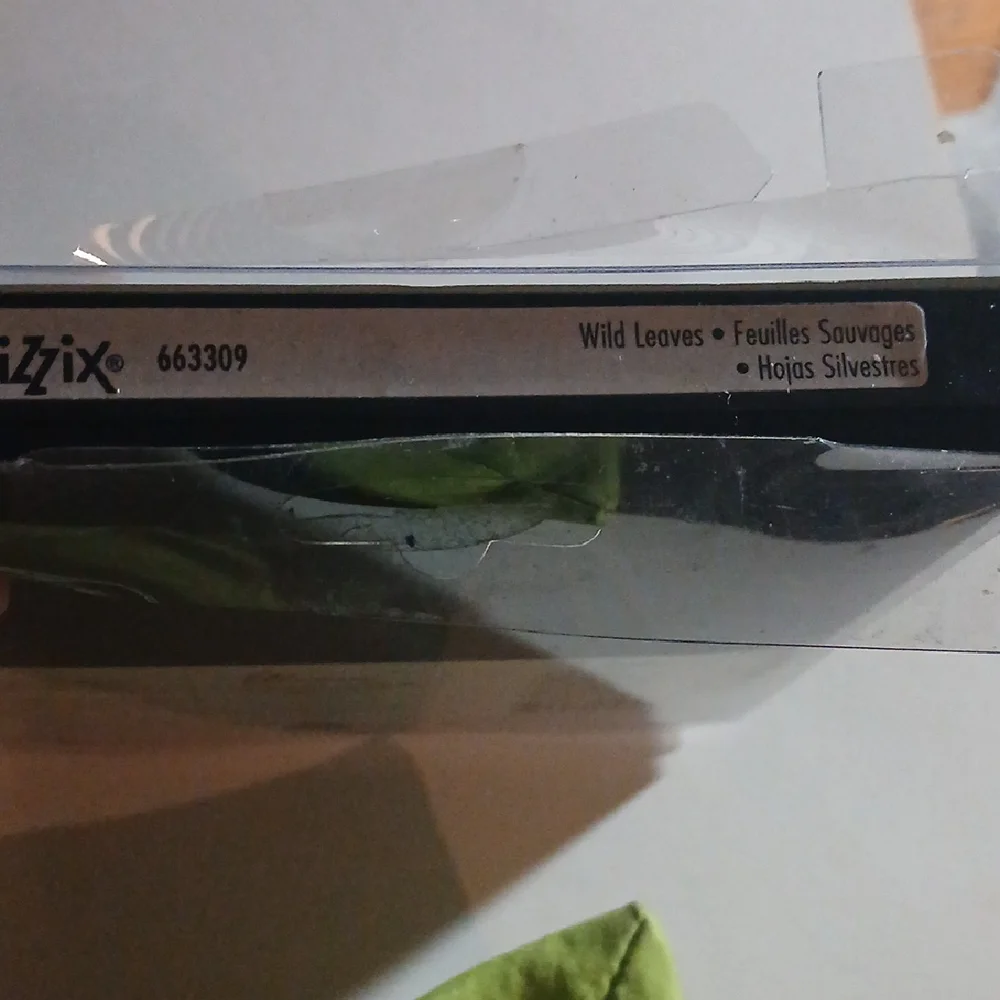 izzix® 663309
Wild Leaves • Feuilles Sauvages
• Hojas Silvestres